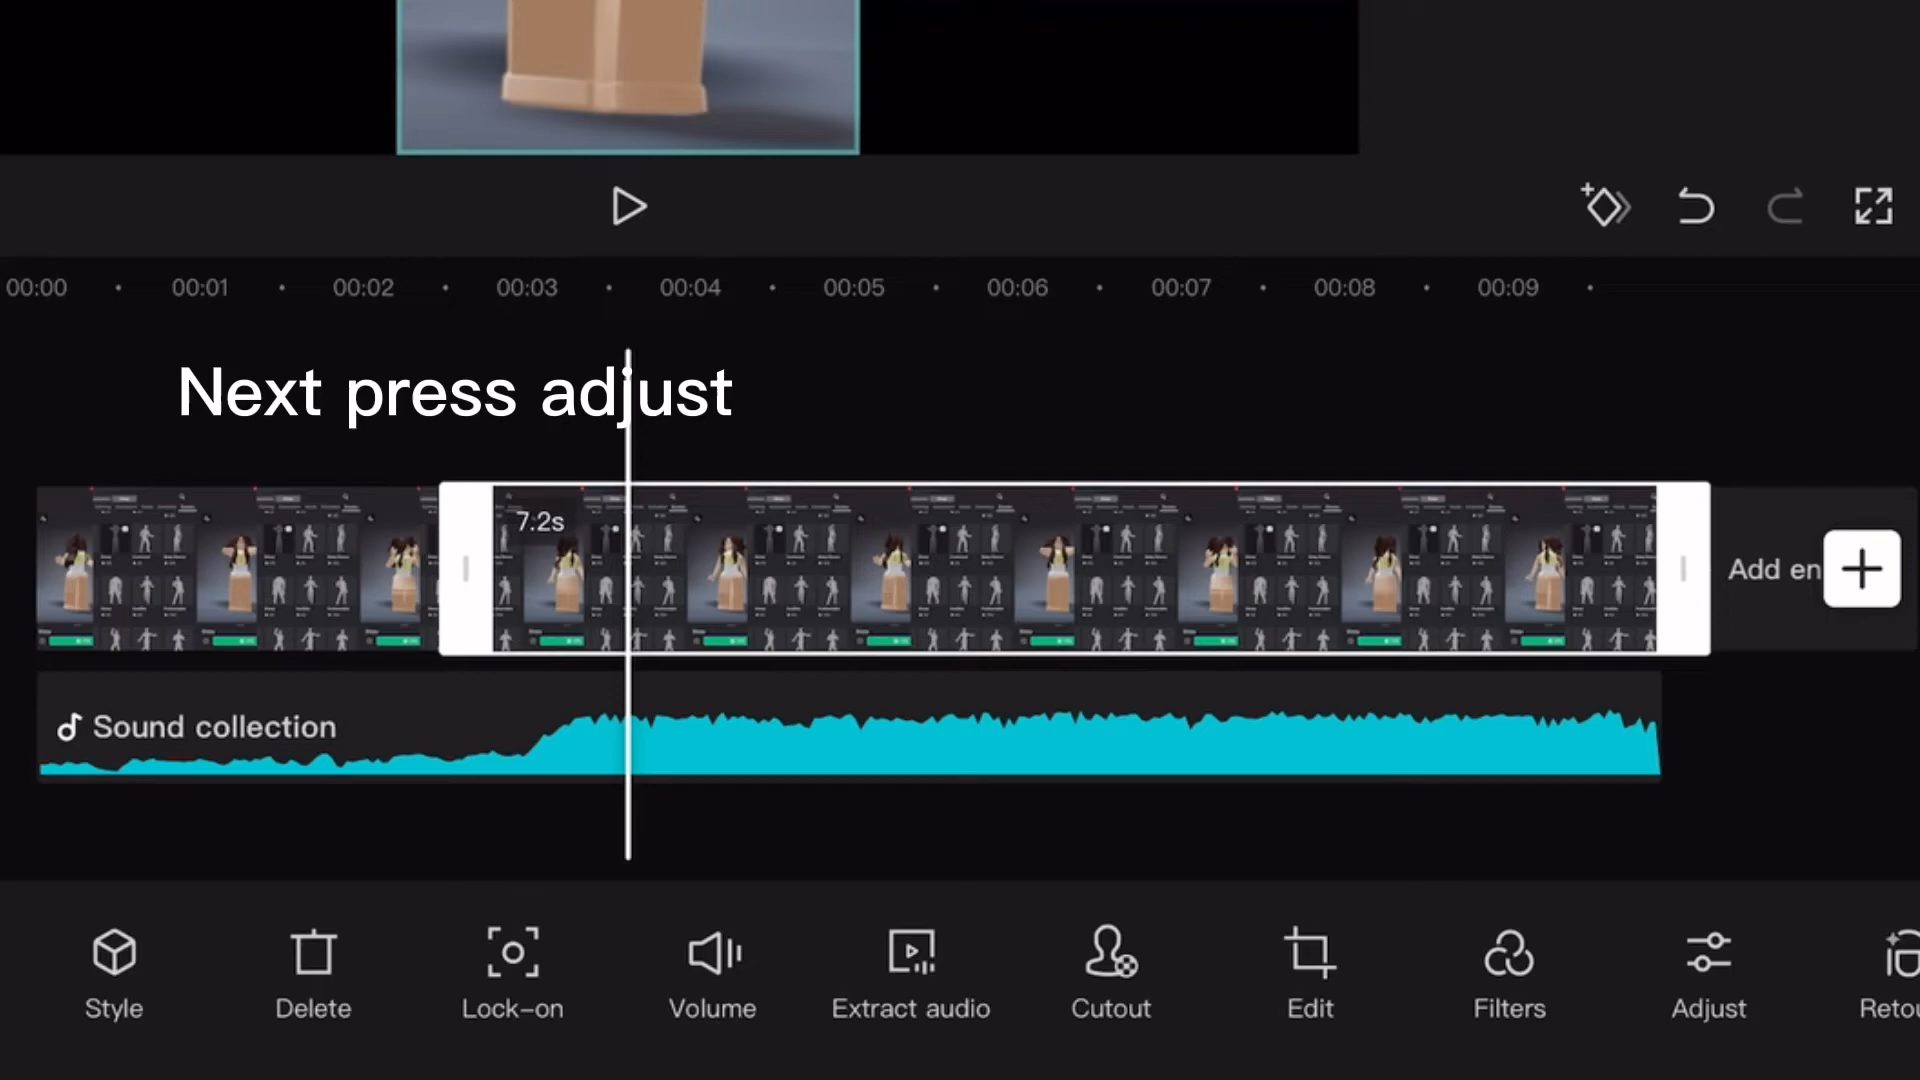 00:00 00:01 00:02 00:03 00:04 00:05 00:06 00:07 00:08 00:09
Next press adjust
7.2s
Add en
Sound collection
Style Delete Lock-on Volume Extract audio Cutout Edit Filters Adjust Retou